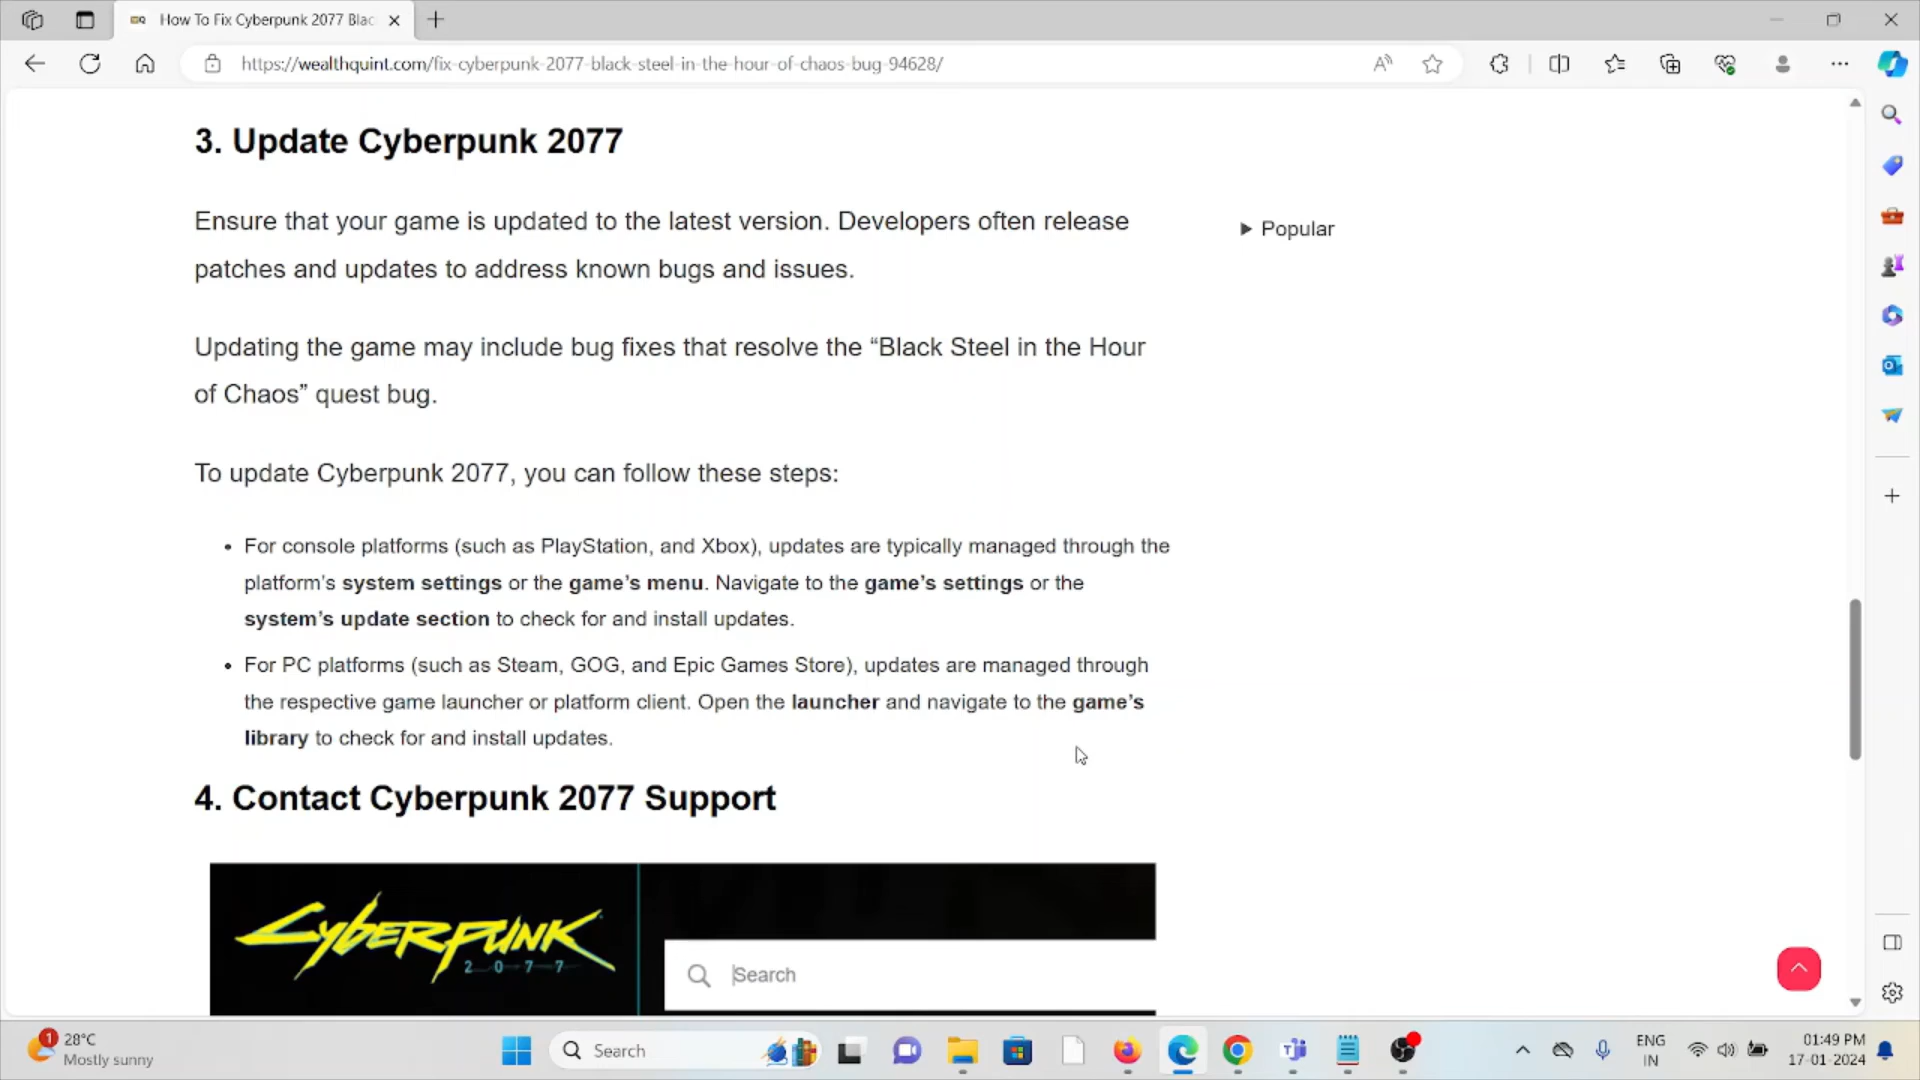 How To Fix Cyberpunk 2077 Blac
https://wealthquint.com/fix-cyberpunk-2077-black-steel-in-the-hour-of-chaos-bug-94628/
3. Update Cyberpunk 2077
Ensure that your game is updated to the latest version. Developers often release
patches and updates to address known bugs and issues.
Popular
Updating the game may include bug fixes that resolve the “Black Steel in the Hour
of Chaos” quest bug.
To update Cyberpunk 2077, you can follow these steps:
• For console platforms (such as PlayStation, and Xbox), updates are typically managed through the
platform’s system settings or the game’s menu. Navigate to the game’s settings or the
system’s update section to check for and install updates.
• For PC platforms (such as Steam, GOG, and Epic Games Store), updates are managed through
the respective game launcher or platform client. Open the launcher and navigate to the game’s
library to check for and install updates.
4. Contact Cyberpunk 2077 Support
Cyberpunk
2077
Search
1
28°C
Mostly sunny
Search
ENG
IN
01:49 PM
17-01-2024